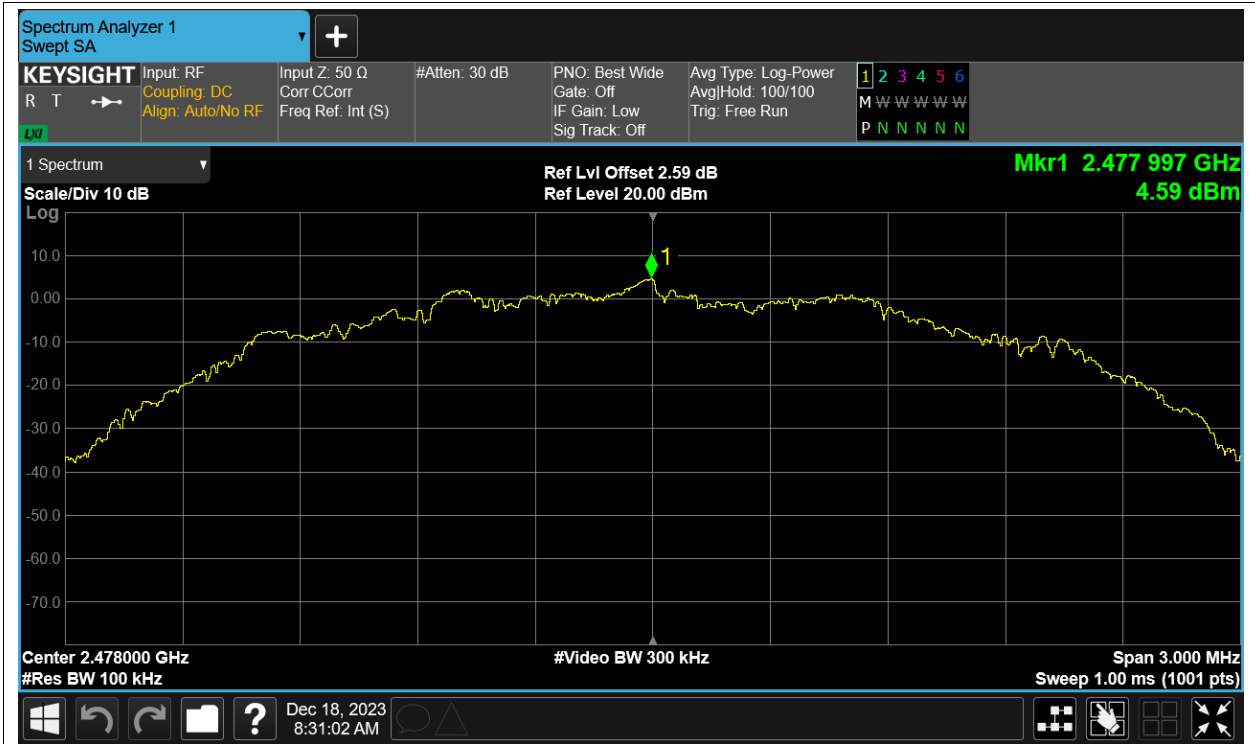 Spectrum Analyzer 1
Swept SA
+
KEYSIGHT
R T
LXI
Input: RF
Coupling: DC
Align: Auto/No RF
Input Z: 50 Ω
Corr CCorr
Freq Ref: Int (S)
#Atten: 30 dB
PNO: Best Wide
Gate: Off
IF Gain: Low
Sig Track: Off
Avg Type: Log-Power
Avg|Hold: 100/100
Trig: Free Run
1 2 3 4 5 6
M W W W W W
P N N N N N
1 Spectrum
Scale/Div 10 dB
Log
Ref Lvl Offset 2.59 dB
Ref Level 20.00 dBm
Mkr1 2.477 997 GHz
4.59 dBm
1
10.0
0.00
-10.0
-20.0
-30.0
-40.0
-50.0
-60.0
-70.0
Center 2.478000 GHz
#Res BW 100 kHz
#Video BW 300 kHz
Span 3.000 MHz
Sweep 1.00 ms (1001 pts)
?
Dec 18, 2023
8:31:02 AM